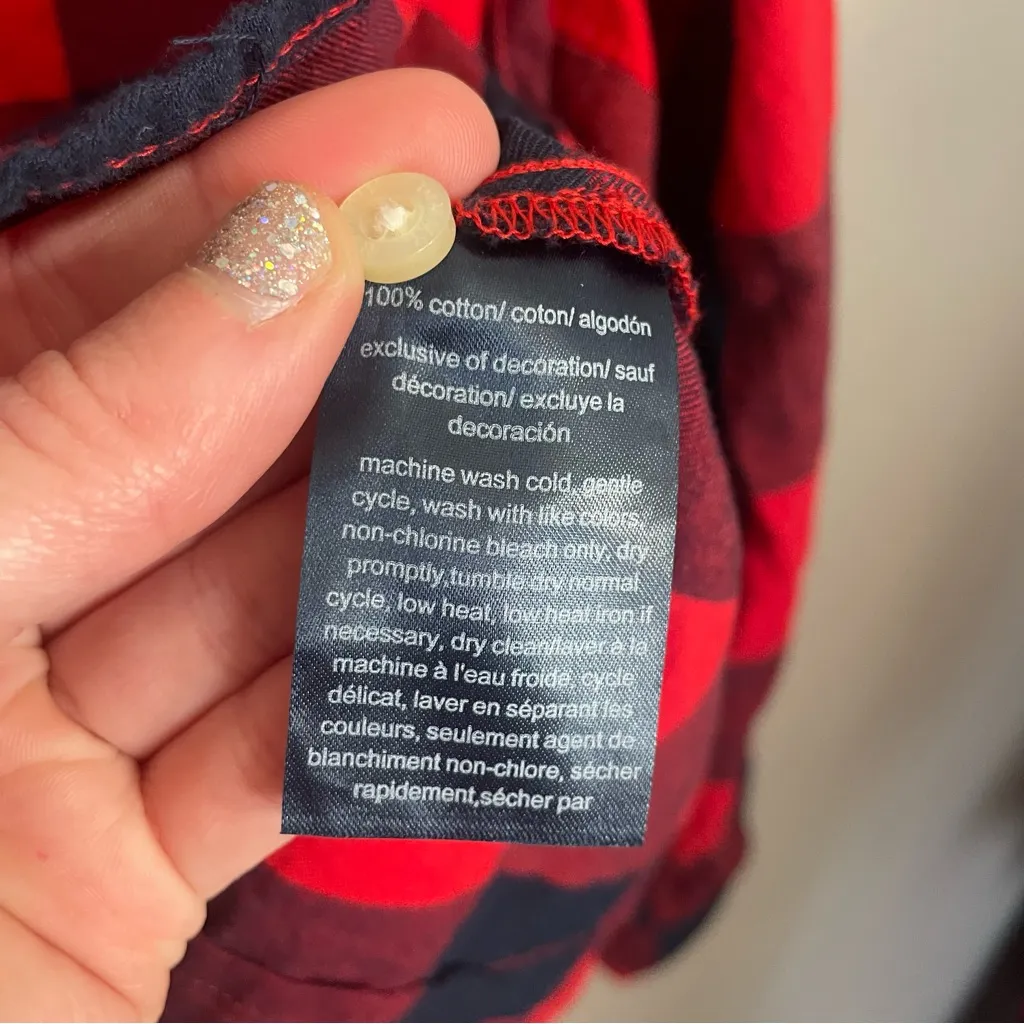 100% cotton/ coton/ algodón
exclusive of decoration/ sauf
décoration/ excluye la
decoración
machine wash cold, gentle
cycle, wash with like colors,
non-chlorine bleach only, dry
promptly,tumble dry normal
cycle, low heat, low heat iron if
necessary, dry clean/laver à la
machine à l'eau froide, cycle
délicat, laver en séparant les
couleurs, seulement agent de
blanchiment non-chlore, sécher
rapidement,sécher par